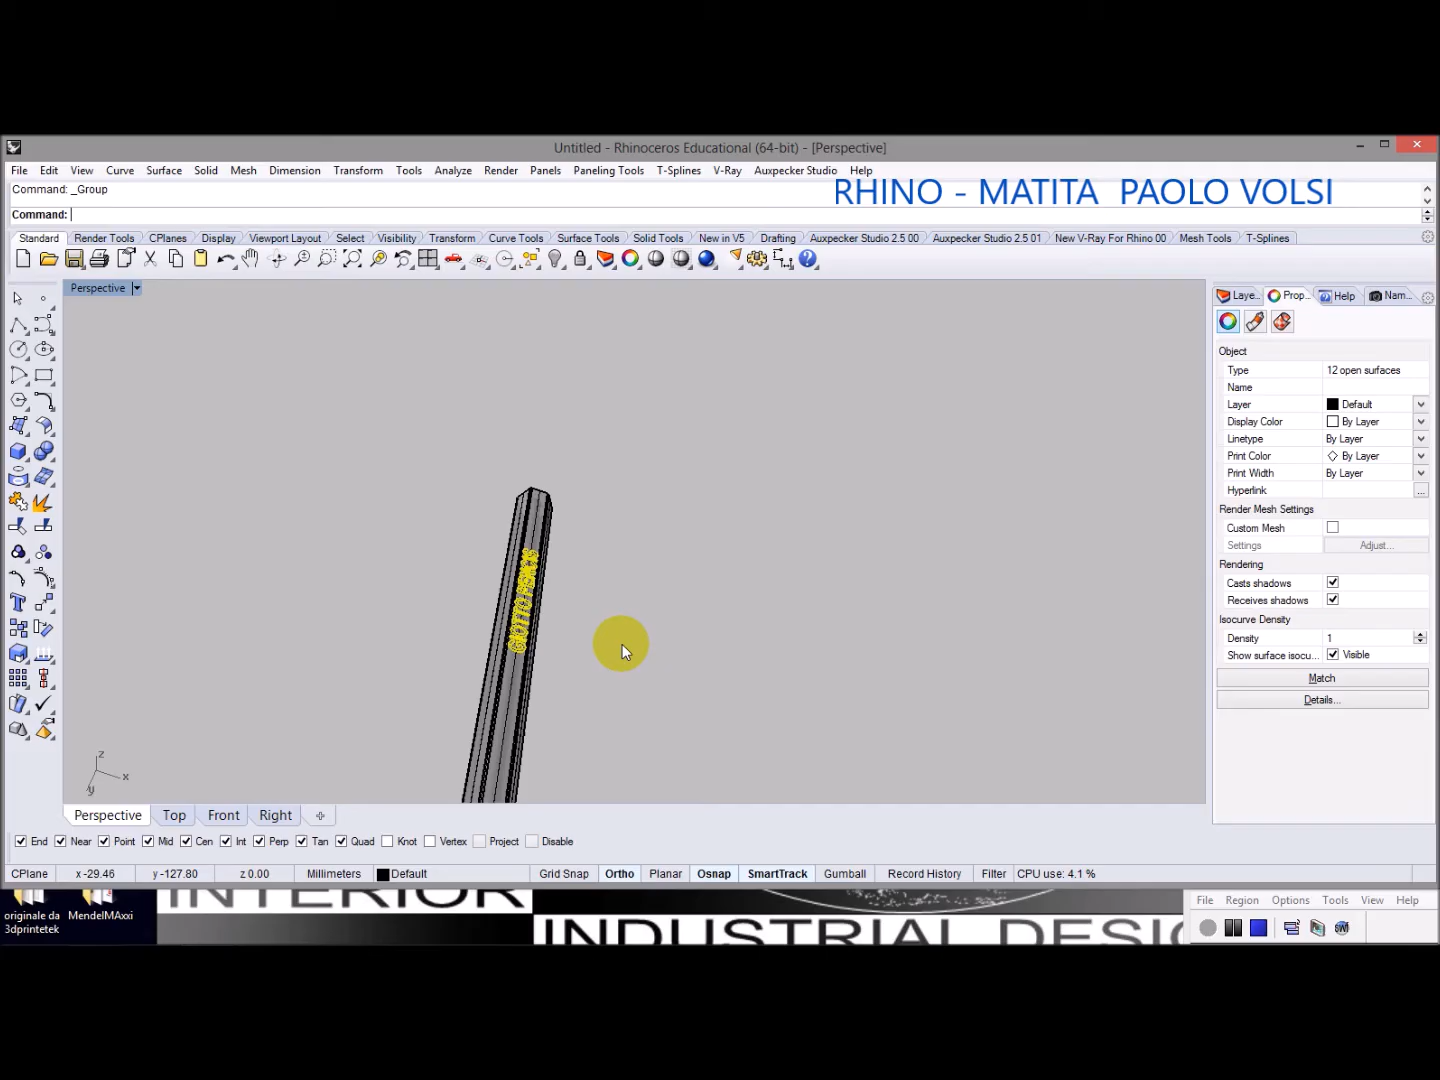 Untitled - Rhinoceros Educational (64-bit) - [Perspective]
File Edit View Curve Surface Solid Mesh Dimension Transform Tools Analyze Render Panels Paneling Tools T-Splines V-Ray Auxpecker Studio Help
RHINO - MATITA PAOLO VOLSI
Command: _Group
Command:
Standard Render Tools CPlanes Display Viewport Layout Select Visibility Transform Curve Tools Surface Tools Solid Tools New in V5 Drafting Auxpecker Studio 2.5 00 Auxpecker Studio 2.5 01 New V-Ray For Rhino 00 Mesh Tools T-Splines
Perspective
Laye... Prop... Help Nam...
Object
Type 12 open surfaces
Name
Layer Default
Display Color By Layer
Linetype By Layer
Print Color By Layer
Print Width By Layer
Hyperlink ...
Render Mesh Settings
Custom Mesh
Settings Adjust...
Rendering
Casts shadows
Receives shadows
Isocurve Density
Density 1
Show surface isocu... Visible
Match
Details...
z
x
y
Perspective Top Front Right
End Near Point Mid Cen Int Perp Tan Quad Knot Vertex Project Disable
CPlane x -29.46 y -127.80 z 0.00 Millimeters Default Grid Snap Ortho Planar Osnap SmartTrack Gumball Record History Filter CPU use: 4.1 %
originale da 3dprintetek
MendelMAxxi
INTERIOR
INDUSTRIAL DESIG
File Region Options Tools View Help